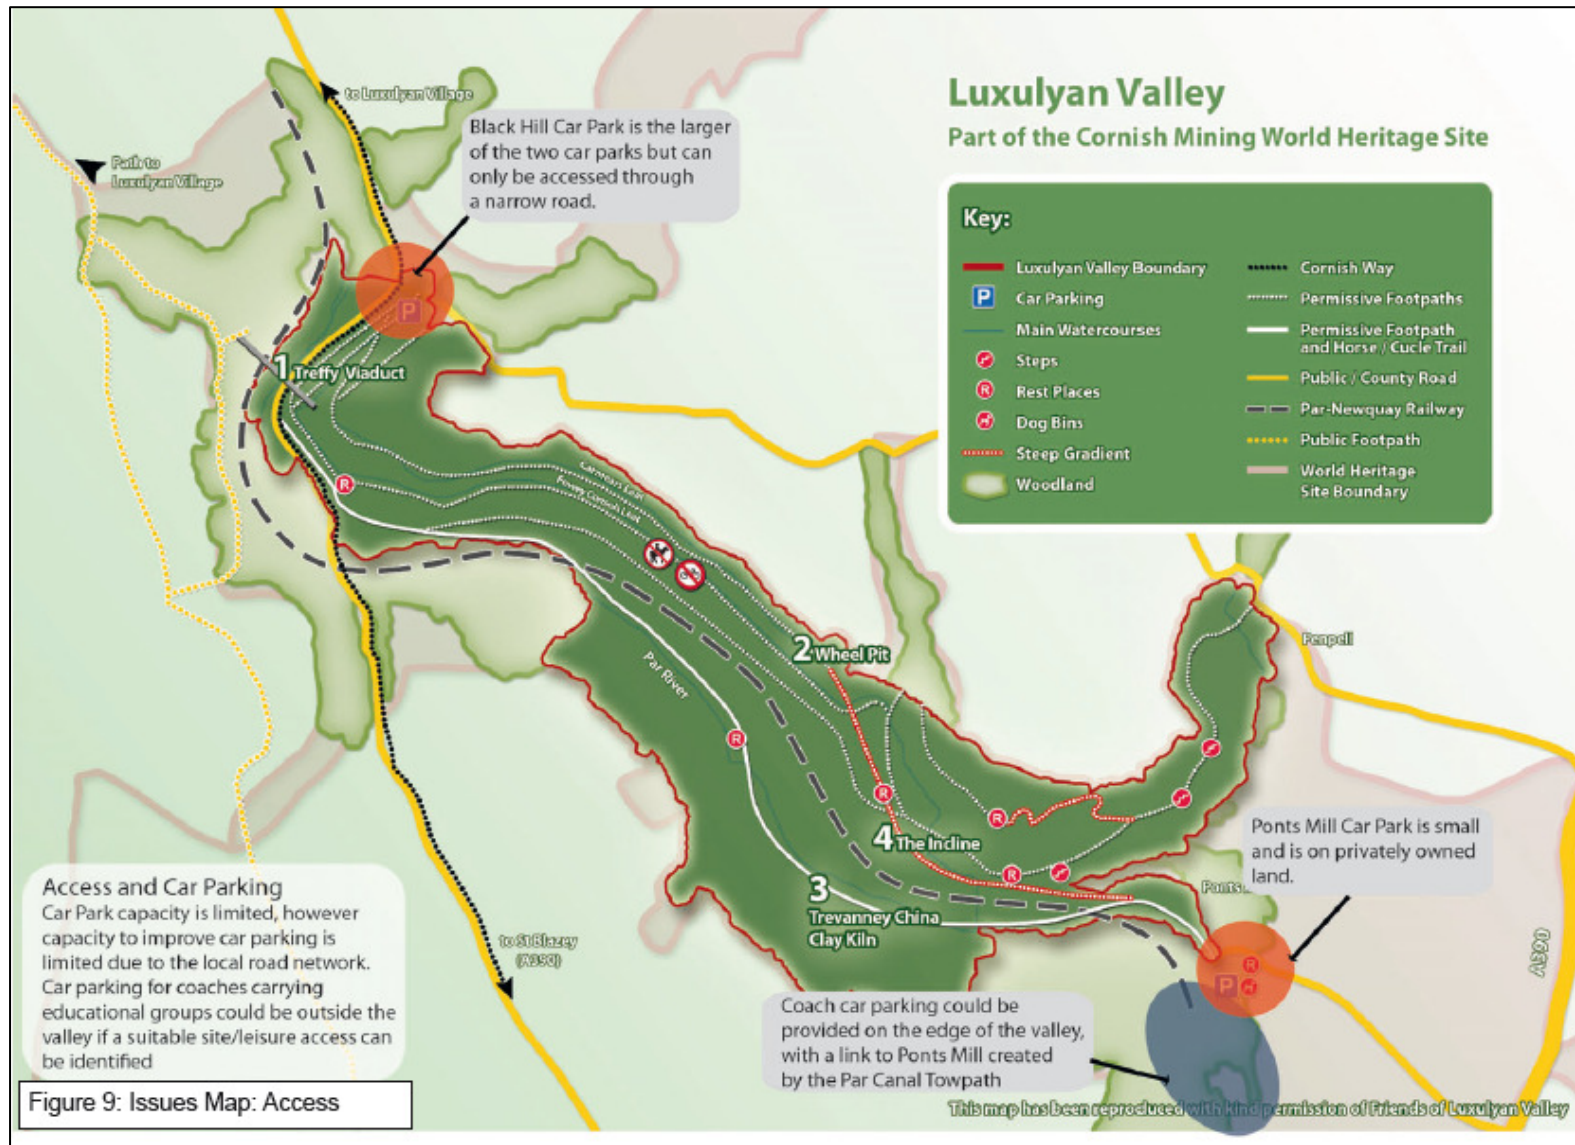 Luxulyan Valley
Part of the Cornish Mining World Heritage Site
Key:
Luxulyan Valley Boundary
P
Car Parking
Main Watercourses
Steps
R
Rest Places
Dog Bins
Steep Gradient
Woodland
Cornish Way
Permissive Footpaths
Permissive Footpath
and Horse / Cucle Trail
Public / County Road
Par-Newquay Railway
Public Footpath
World Heritage
Site Boundary
to Luxulyan Village
Path to
Luxulyan Village
Black Hill Car Park is the larger
of the two car parks but can
only be accessed through
a narrow road.
P
1 Treffy Viaduct
R
Carmears Leat
Fowey Consols Leat
2 Wheel Pit
Par River
R
Penpell
R
R
4 The Incline
R
3
Trevanney China
Clay Kiln
Ponts
Ponts Mill Car Park is small
and is on privately owned
land.
R
P
A390
to St Blazey
(A390)
Access and Car Parking
Car Park capacity is limited, however
capacity to improve car parking is
limited due to the local road network.
Car parking for coaches carrying
educational groups could be outside the
valley if a suitable site/leisure access can
be identified
Coach car parking could be
provided on the edge of the valley,
with a link to Ponts Mill created
by the Par Canal Towpath
Figure 9: Issues Map: Access
This map has been reproduced with kind permission of Friends of Luxulyan Valley